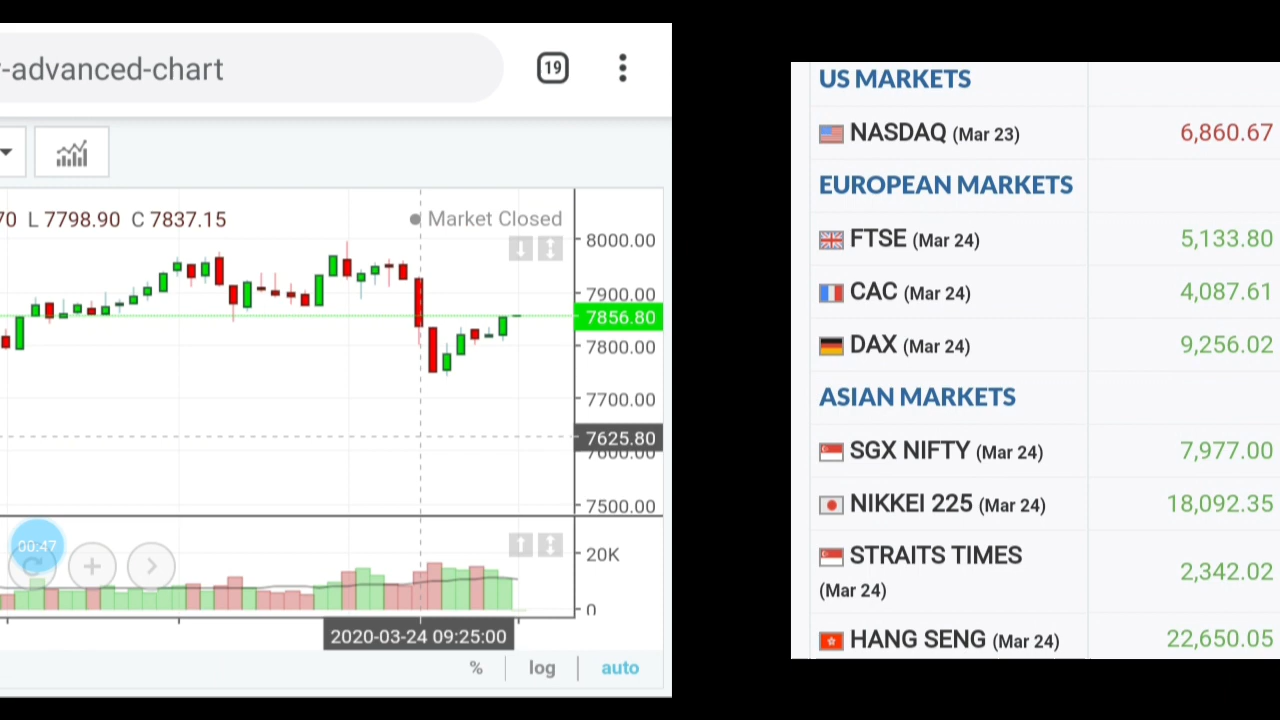 -advanced-chart
19
70 L 7798.90 C 7837.15
Market Closed
8000.00
7900.00
7856.80
7800.00
7700.00
7625.80
7600.00
7500.00
00:47
20K
0
2020-03-24 09:25:00
% log auto
US MARKETS
NASDAQ (Mar 23) 6,860.67
EUROPEAN MARKETS
FTSE (Mar 24) 5,133.80
CAC (Mar 24) 4,087.61
DAX (Mar 24) 9,256.02
ASIAN MARKETS
SGX NIFTY (Mar 24) 7,977.00
NIKKEI 225 (Mar 24) 18,092.35
STRAITS TIMES
(Mar 24) 2,342.02
HANG SENG (Mar 24) 22,650.05